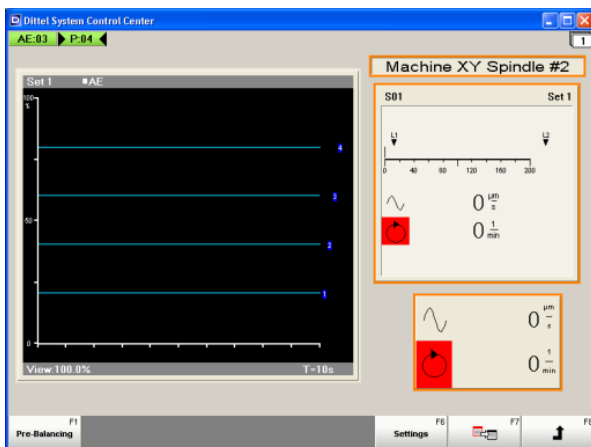 Dittel System Control Center
AE:03 P:04
1
Machine XY Spindle #2
Set 1 ■AE
100
%
50
0
4
3
2
1
View:100.0% T=10s
S01 Set 1
L1 L2
0 40 80 120 160 200
0 µm/s
0 1/min
0 µm/s
0 1/min
F1
Pre-Balancing
F6
Settings
F7
F8